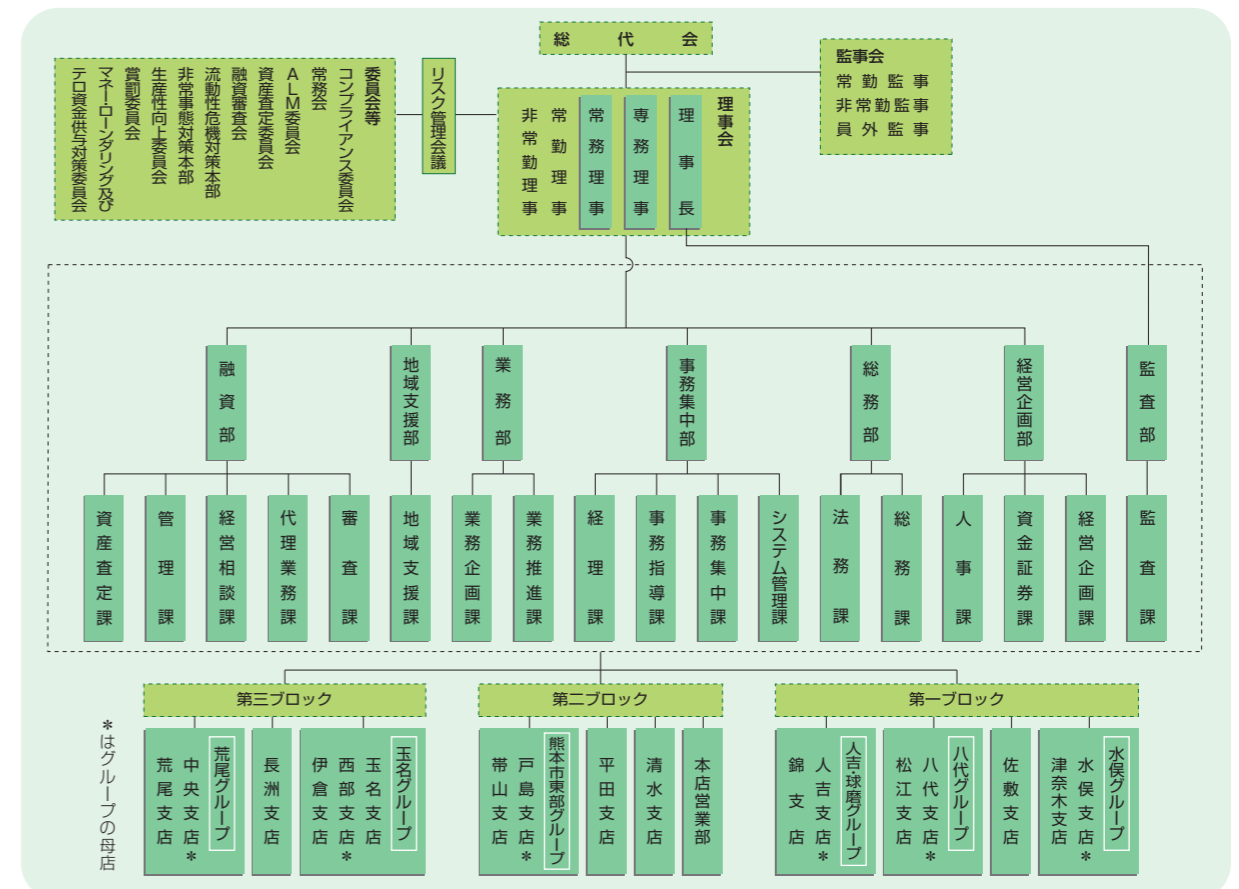 総代会
監事会
常勤監事
非常勤監事
員外監事
理事会
理事長
専務理事
常務理事
常勤理事
非常勤理事
リスク管理会議
委員会等
コンプライアンス委員会
常務会
ALM委員会
資産査定委員会
融資審査会
流動性危機対策本部
非常事態対策本部
生産性向上委員会
賞罰委員会
マネー・ローンダリング及び
テロ資金供与対策委員会
監査部
経営企画部
総務部
事務集中部
業務部
地域支援部
融資部
監査課
経営企画課
資金証券課
人事課
総務課
法務課
システム管理課
事務集中課
事務指導課
経理課
業務推進課
業務企画課
地域支援課
審査課
代理業務課
経営相談課
管理課
資産査定課
第一ブロック
水俣グループ
水俣支店*
津奈木支店
佐敷支店
八代グループ
八代支店*
松江支店
人吉・球磨グループ
人吉支店*
錦支店
第二ブロック
本店営業部
清水支店
平田支店
熊本市東部グループ
戸島支店*
帯山支店
第三ブロック
玉名グループ
玉名支店
西部支店*
伊倉支店
長洲支店
荒尾グループ
中央支店*
荒尾支店
*はグループの母店